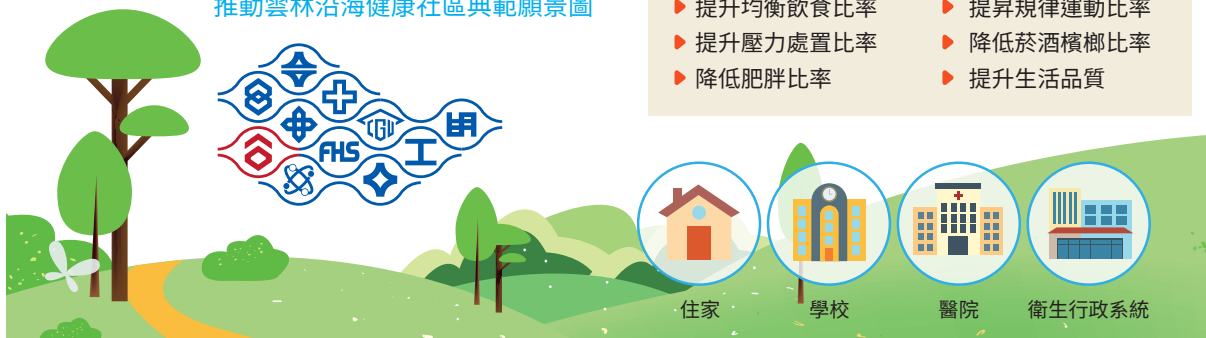 推動雲林沿海健康社區典範願景圖
提升均衡飲食比率
提昇規律運動比率
提升壓力處置比率
降低菸酒檳榔比率
降低肥胖比率
提升生活品質
CGU
FHS
住家
學校
醫院
衛生行政系統